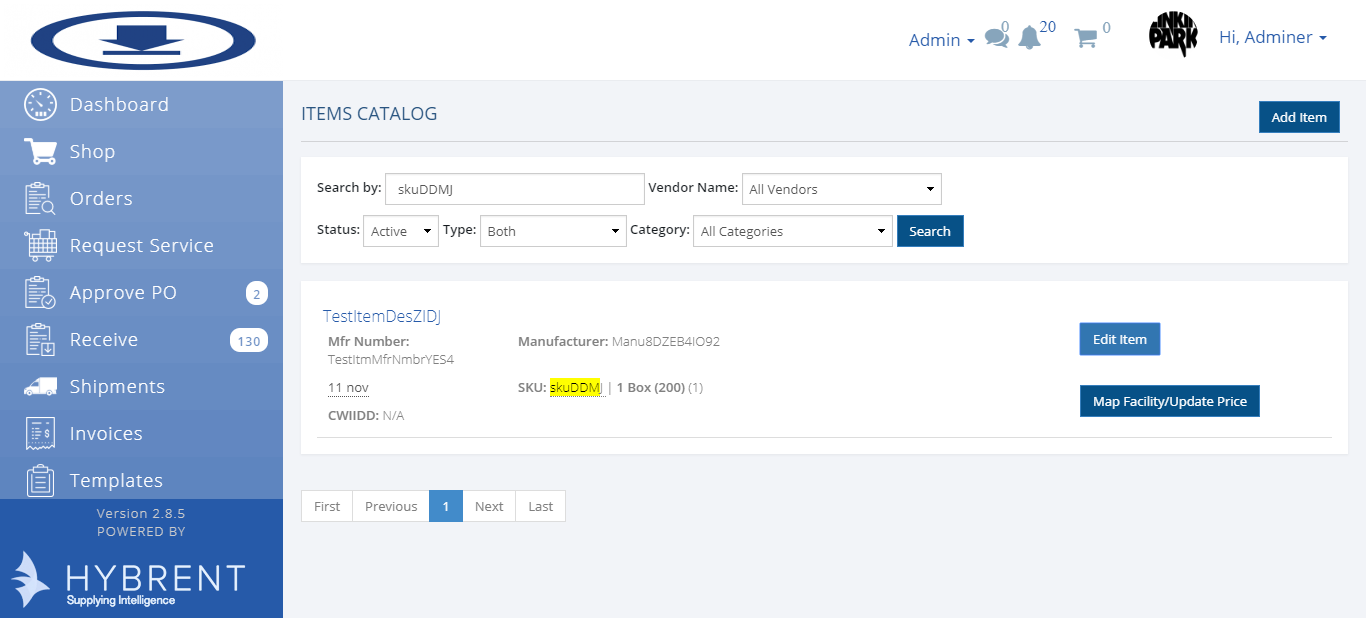 Admin 0 20 0 LINKIN PARK Hi, Adminer
Dashboard
Shop
Orders
Request Service
Approve PO 2
Receive 130
Shipments
Invoices
Templates
Version 2.8.5
POWERED BY
HYBRENT
Supplying Intelligence
ITEMS CATALOG
Add Item
Search by: skuDDMJ Vendor Name: All Vendors
Status: Active Type: Both Category: All Categories Search
TestItemDesZIDJ
Mfr Number: Manufacturer: Manu8DZEB4IO92 Edit Item
TestItmMfrNmbrYES4
11 nov SKU: skuDDMJ | 1 Box (200) (1)
Map Facility/Update Price
CWIIDD: N/A
First Previous 1 Next Last